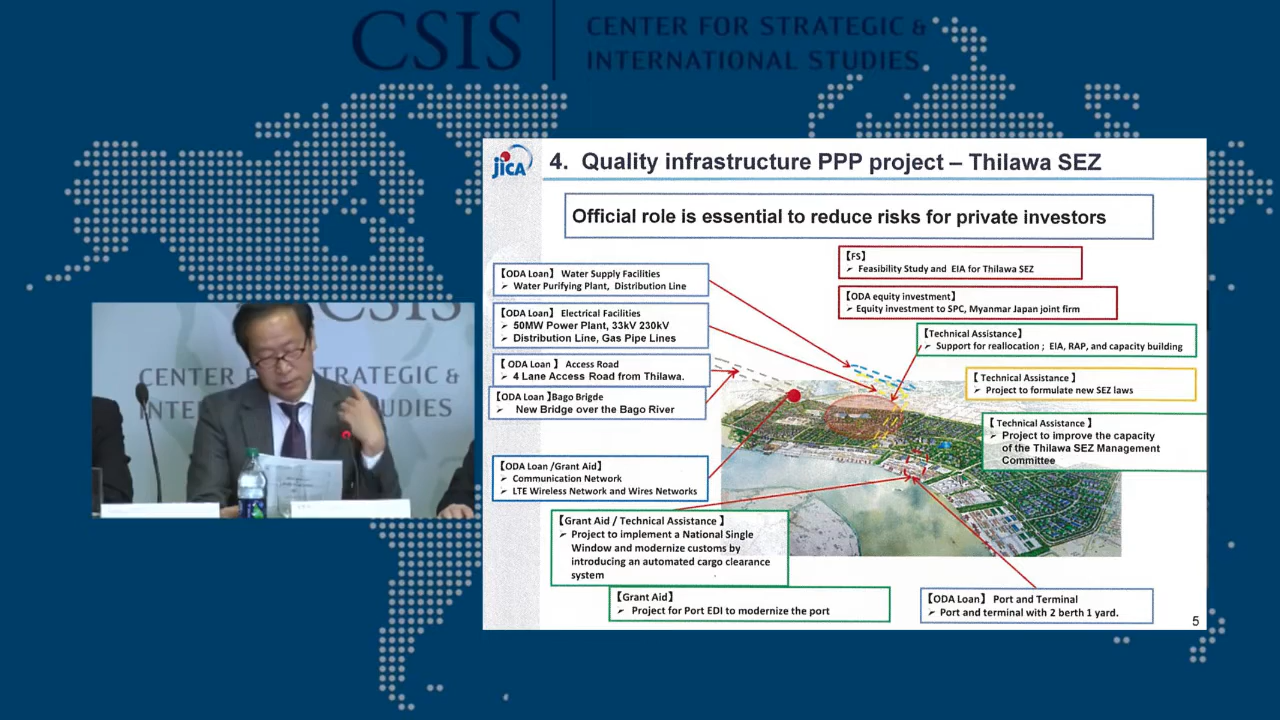 CSIS
CENTER FOR STRATEGIC &
INTERNATIONAL STUDIES
CSIS
CENTER FOR STRATEGIC &
INTE STUDIES
JICA
4. Quality infrastructure PPP project – Thilawa SEZ
Official role is essential to reduce risks for private investors
【ODA Loan】 Water Supply Facilities
➢ Water Purifying Plant, Distribution Line
【ODA Loan】 Electrical Facilities
➢ 50MW Power Plant, 33kV 230kV
➢ Distribution Line, Gas Pipe Lines
【ODA Loan 】 Access Road
➢ 4 Lane Access Road from Thilawa.
【ODA Loan 】Bago Brigde
➢ New Bridge over the Bago River
【ODA Loan /Grant Aid】
➢ Communication Network
➢ LTE Wireless Network and Wires Networks
【Grant Aid / Technical Assistance 】
➢ Project to implement a National Single
Window and modernize customs by
introducing an automated cargo clearance
system
【Grant Aid】
➢ Project for Port EDI to modernize the port
【FS】
➢ Feasibility Study and EIA for Thilawa SEZ
【ODA equity investment】
➢ Equity investment to SPC, Myanmar Japan joint firm
【Technical Assistance】
➢ Support for reallocation ; EIA, RAP, and capacity building
【Technical Assistance 】
➢ Project to formulate new SEZ laws
【Technical Assistance 】
➢ Project to improve the capacity
of the Thilawa SEZ Management
Committee
【ODA Loan】 Port and Terminal
➢ Port and terminal with 2 berth 1 yard.
5